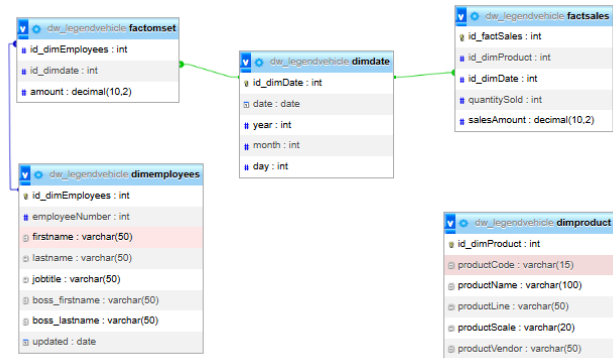 dw_legendvehicle factomset
id_dimEmployees : int
id_dimdate : int
amount : decimal(10,2)
dw_legendvehicle dimdate
id_dimDate : int
date : date
year : int
month : int
day : int
dw_legendvehicle factsales
id_factSales : int
id_dimProduct : int
id_dimDate : int
quantitySold : int
salesAmount : decimal(10,2)
dw_legendvehicle dimemployees
id_dimEmployees : int
employeeNumber : int
firstname : varchar(50)
lastname : varchar(50)
jobtitle : varchar(50)
boss_firstname : varchar(50)
boss_lastname : varchar(50)
updated : date
dw_legendvehicle dimproduct
id_dimProduct : int
productCode : varchar(15)
productName : varchar(100)
productLine : varchar(50)
productScale : varchar(20)
productVendor : varchar(50)